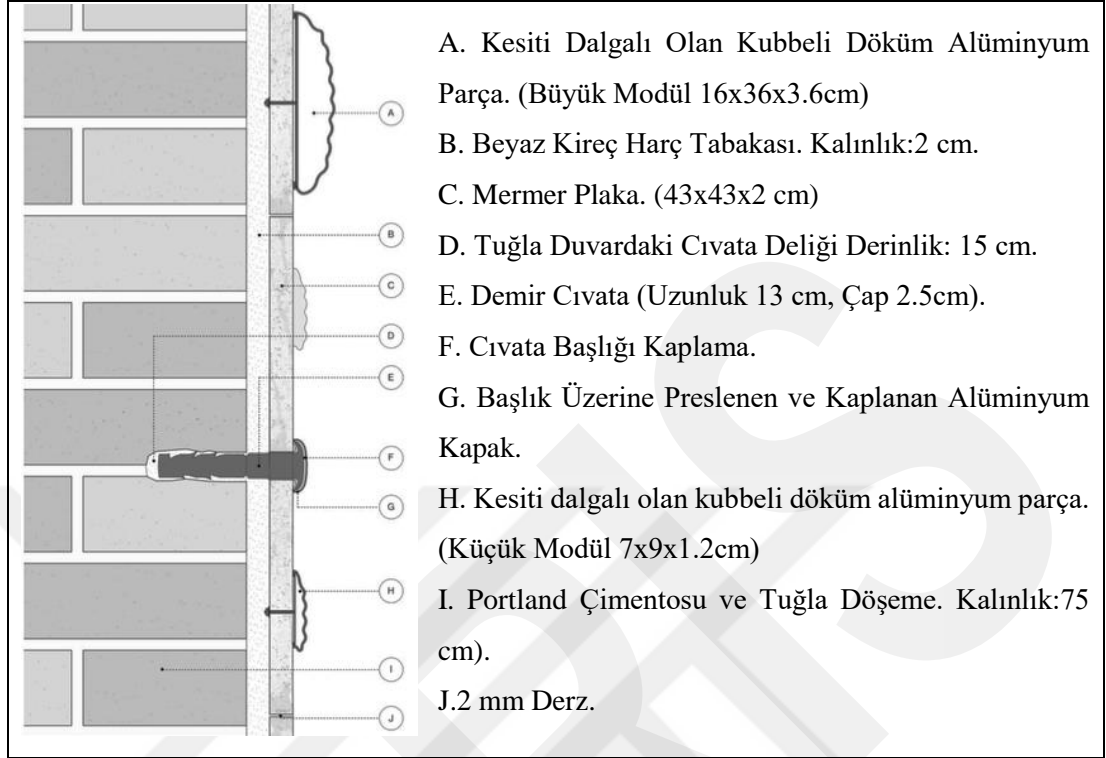 A. Kesiti Dalgalı Olan Kubbeli Döküm Alüminyum
Parça. (Büyük Modül 16x36x3.6cm)
B. Beyaz Kireç Harç Tabakası. Kalınlık:2 cm.
C. Mermer Plaka. (43x43x2 cm)
D. Tuğla Duvardaki Cıvata Deliği Derinlik: 15 cm.
E. Demir Cıvata (Uzunluk 13 cm, Çap 2.5cm).
F. Cıvata Başlığı Kaplama.
G. Başlık Üzerine Preslenen ve Kaplanan Alüminyum
Kapak.
H. Kesiti dalgalı olan kubbeli döküm alüminyum parça.
(Küçük Modül 7x9x1.2cm)
I. Portland Çimentosu ve Tuğla Döşeme. Kalınlık:75
cm).
J.2 mm Derz.
A
B
C
D
E
F
G
H
I
J